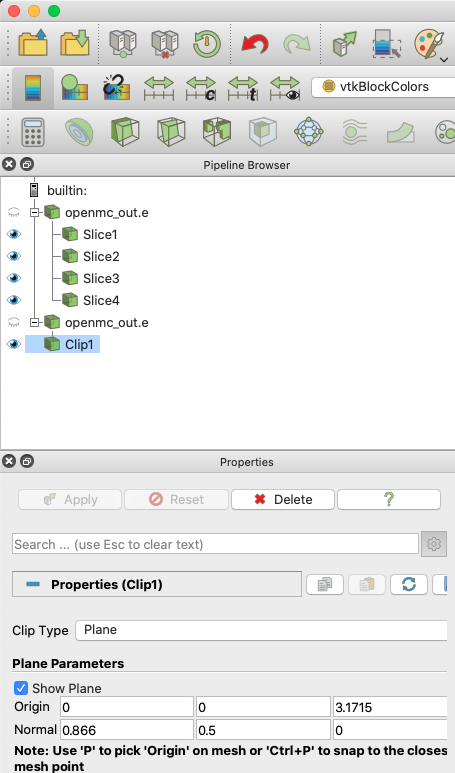 c
t
vtkBlockColors
Pipeline Browser
builtin:
openmc_out.e
Slice1
Slice2
Slice3
Slice4
openmc_out.e
Clip1
Properties
Apply
Reset
Delete
?
Search ... (use Esc to clear text)
Properties (Clip1)
Clip Type Plane
Plane Parameters
Show Plane
Origin 0 0 3.1715
Normal 0.866 0.5 0
Note: Use 'P' to pick 'Origin' on mesh or 'Ctrl+P' to snap to the closes
mesh point